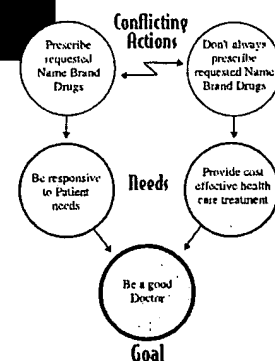 Conflicting
Actions
Prescribe
requested
Name Brand
Drugs
Don't always
prescribe
requested Name
Brand Drugs
Be responsive
to Patient
needs
Needs
Provide cost
effective health
care treatment
Be a good
Doctor
Goal